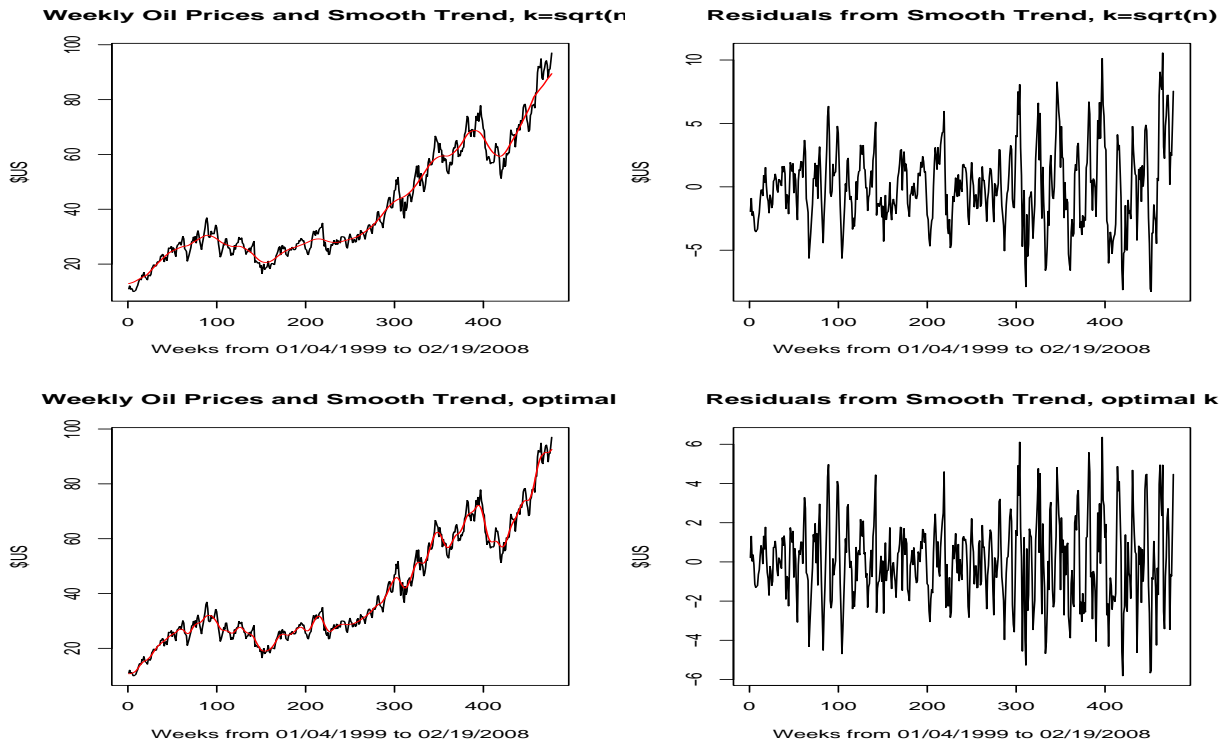 Weekly Oil Prices and Smooth Trend, k=sqrt(n
100
80
60
40
20
$US
0 100 200 300 400
Weeks from 01/04/1999 to 02/19/2008
Residuals from Smooth Trend, k=sqrt(n)
10
5
0
−5
$US
0 100 200 300 400
Weeks from 01/04/1999 to 02/19/2008
Weekly Oil Prices and Smooth Trend, optimal
100
80
60
40
20
$US
0 100 200 300 400
Weeks from 01/04/1999 to 02/19/2008
Residuals from Smooth Trend, optimal k
6
4
2
0
−2
−4
−6
$US
0 100 200 300 400
Weeks from 01/04/1999 to 02/19/2008